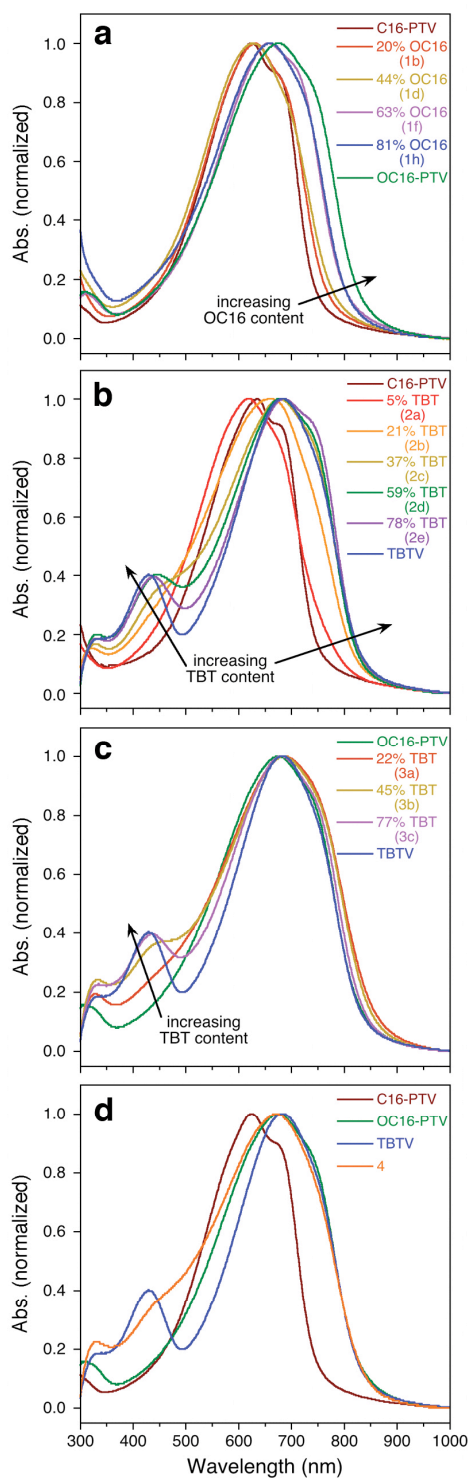 a
C16-PTV
20% OC16
(1b)
44% OC16
(1d)
63% OC16
(1f)
81% OC16
(1h)
OC16-PTV
increasing
OC16 content
Abs. (normalized)
1.0
0.8
0.6
0.4
0.2
0.0
b
C16-PTV
5% TBT
(2a)
21% TBT
(2b)
37% TBT
(2c)
59% TBT
(2d)
78% TBT
(2e)
TBTV
increasing
TBT content
Abs. (normalized)
1.0
0.8
0.6
0.4
0.2
0.0
c
OC16-PTV
22% TBT
(3a)
45% TBT
(3b)
77% TBT
(3c)
TBTV
increasing
TBT content
Abs. (normalized)
1.0
0.8
0.6
0.4
0.2
0.0
d
C16-PTV
OC16-PTV
TBTV
4
Abs. (normalized)
1.0
0.8
0.6
0.4
0.2
0.0
300 400 500 600 700 800 900 1000
Wavelength (nm)